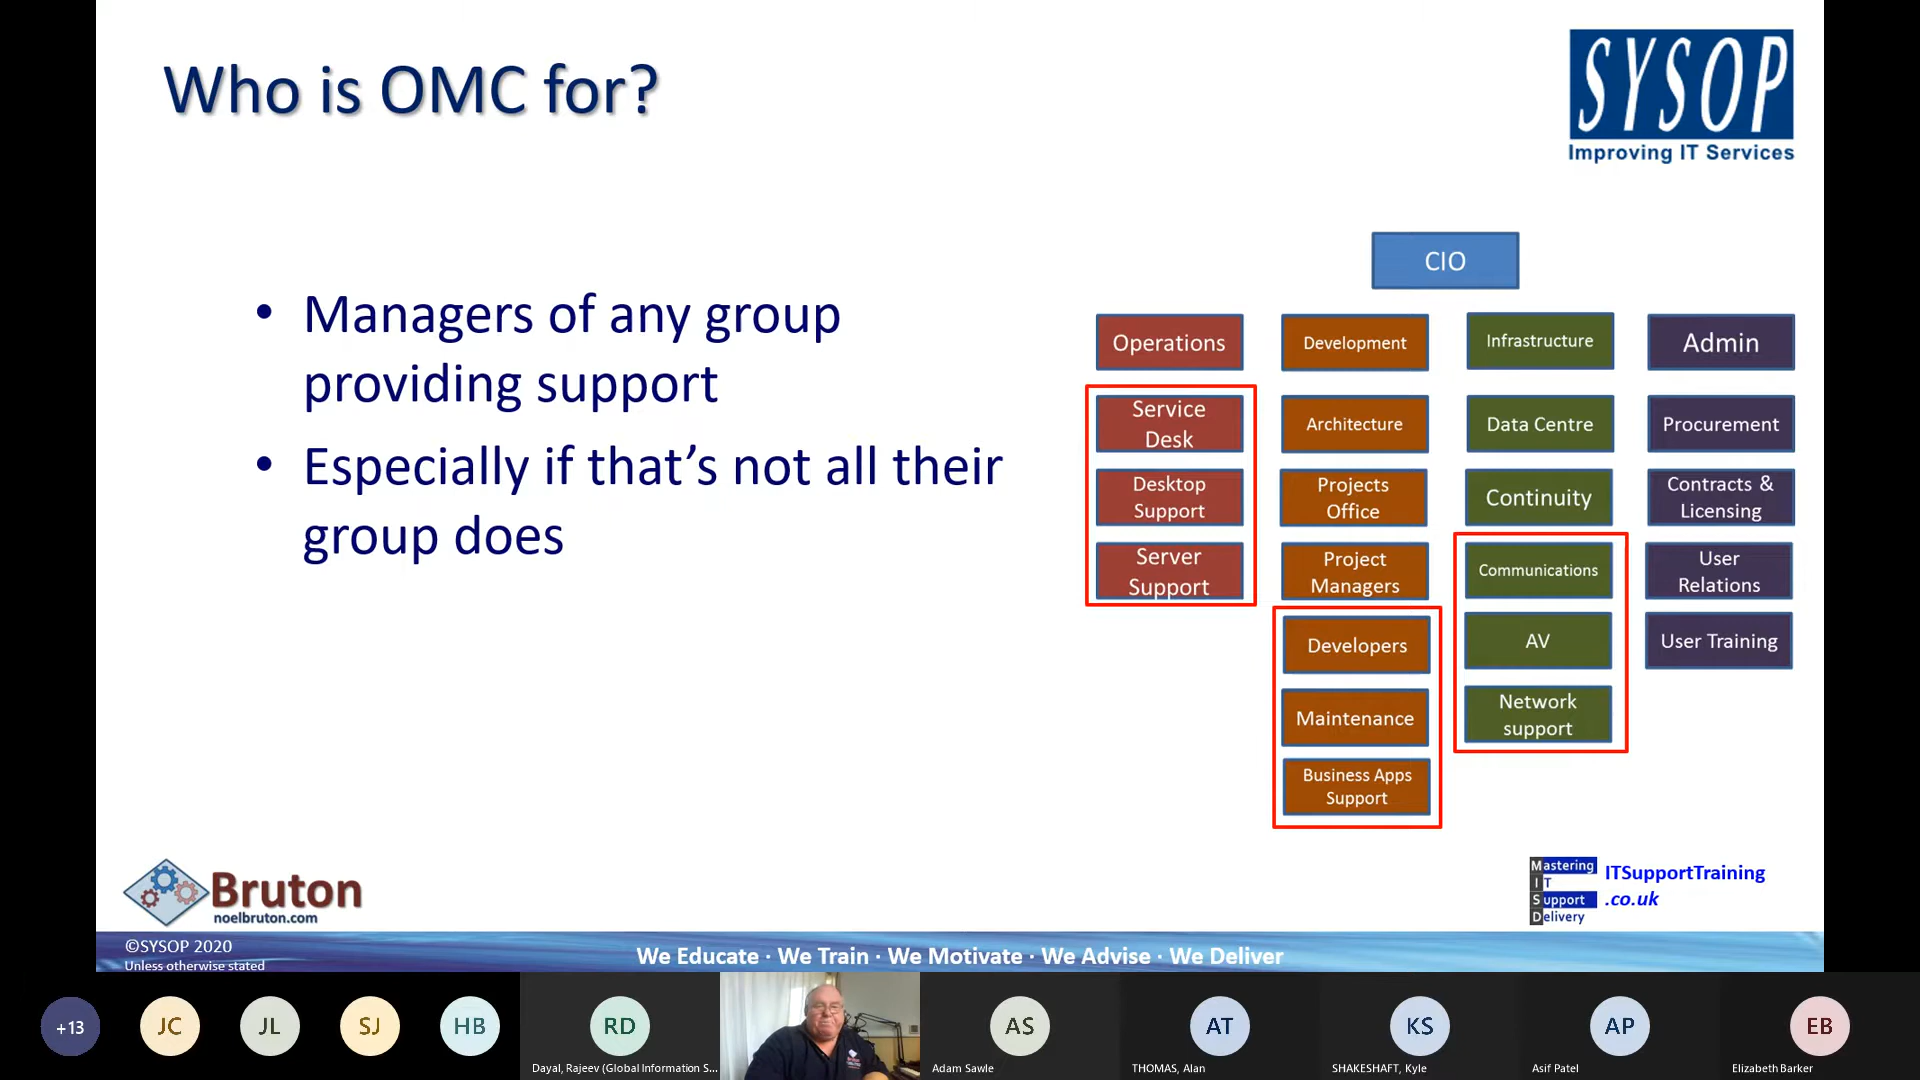 Who is OMC for?
SYSOP
Improving IT Services
• Managers of any group
providing support
• Especially if that's not all their
group does
CIO
Operations
Development
Infrastructure
Admin
Service
Desk
Architecture
Data Centre
Procurement
Desktop
Support
Projects
Office
Continuity
Contracts &
Licensing
Server
Support
Project
Managers
Communications
User
Relations
Developers
AV
User Training
Maintenance
Network
support
Business Apps
Support
Bruton
noelbruton.com
Mastering
IT
Support
Delivery
ITSupportTraining
.co.uk
©SYSOP 2020
Unless otherwise stated
We Educate · We Train · We Motivate · We Advise · We Deliver
+13
JC
JL
SJ
HB
RD
AS
AT
KS
AP
EB
Dayal, Rajeev (Global Information S...
Adam Sawle
THOMAS, Alan
SHAKESHAFT, Kyle
Asif Patel
Elizabeth Barker